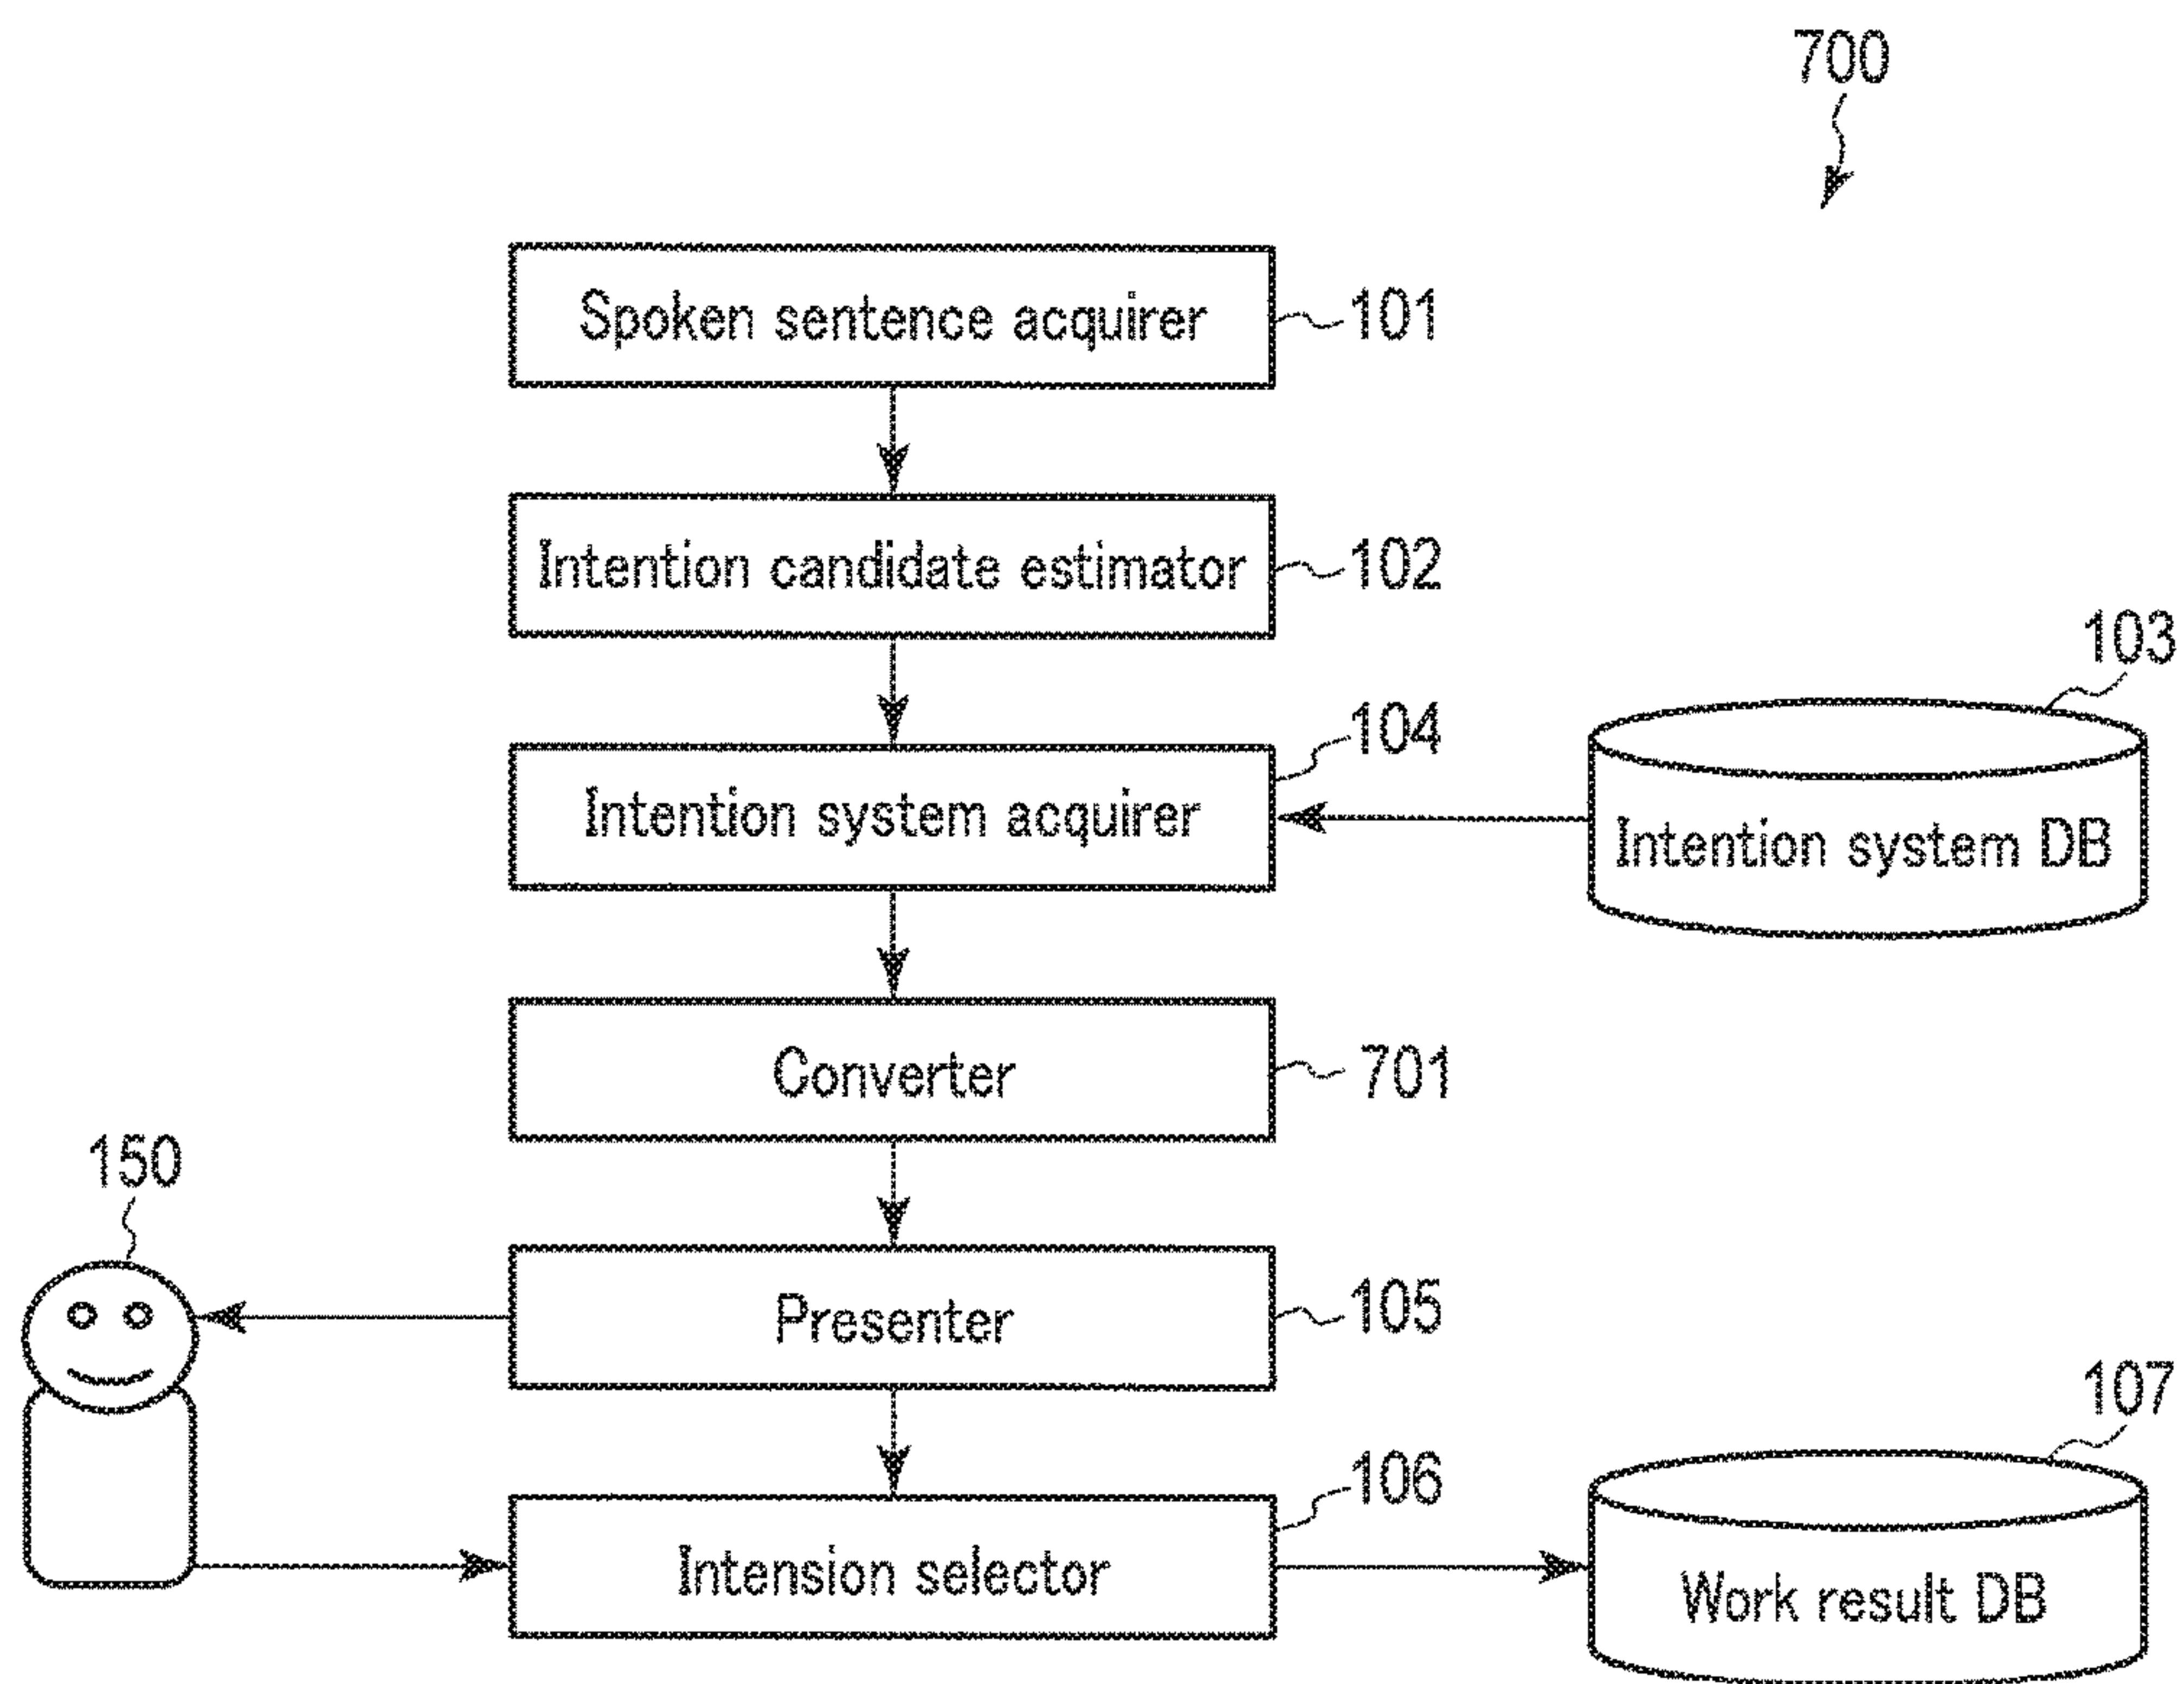 700
Spoken sentence acquirer
101
Intention candidate estimator
102
103
104
Intention system acquirer
Intention system DB
Converter
701
150
Presenter
105
107
106
Intension selector
Work result DB